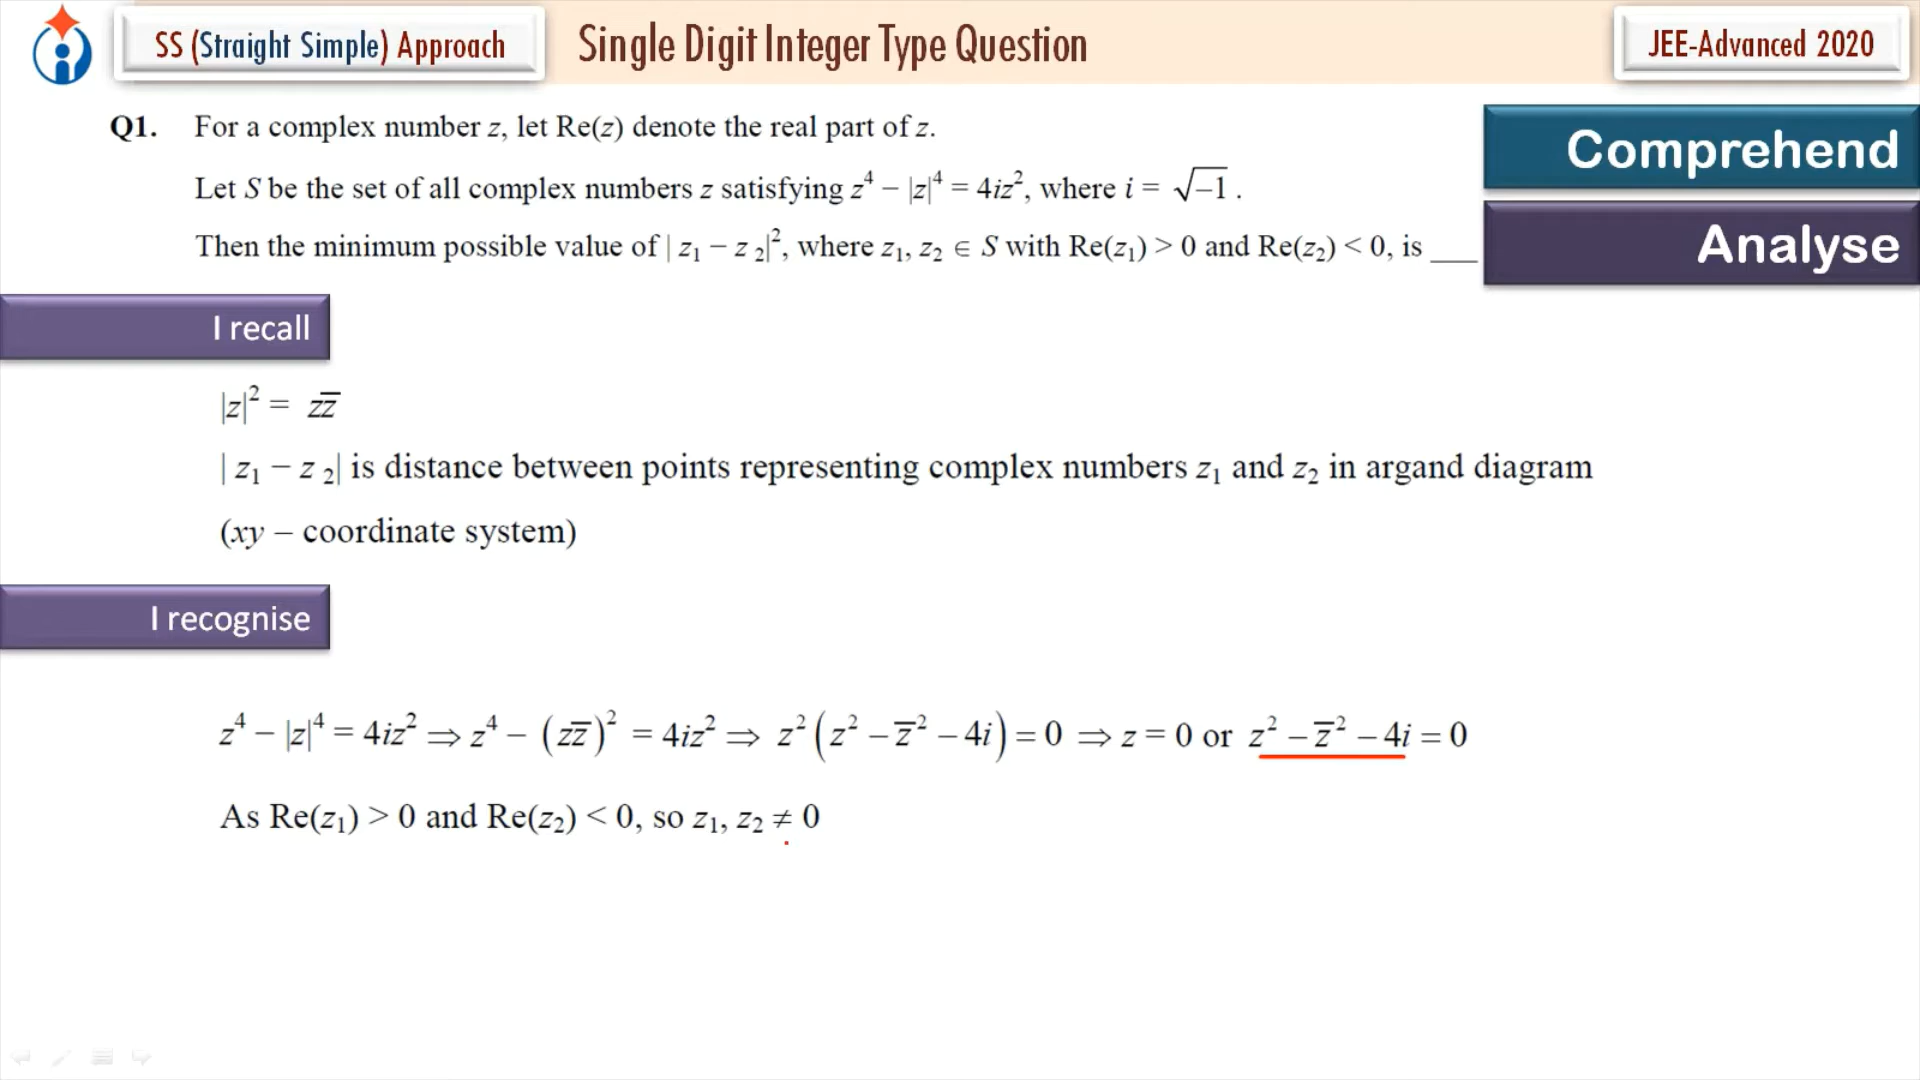 SS (Straight Simple) Approach
Single Digit Integer Type Question
JEE-Advanced 2020
Q1. For a complex number z, let Re(z) denote the real part of z.
Let S be the set of all complex numbers z satisfying z⁴ − |z|⁴ = 4iz², where i = √−1 .
Then the minimum possible value of | z₁ − z ₂|², where z₁, z₂ ∈ S with Re(z₁) > 0 and Re(z₂) < 0, is ___
Comprehend
Analyse
I recall
|z|² = zz̅
| z₁ − z ₂| is distance between points representing complex numbers z₁ and z₂ in argand diagram
(xy – coordinate system)
I recognise
z⁴ − |z|⁴ = 4iz² ⇒ z⁴ − (zz̅)² = 4iz² ⇒ z²(z² − z̅² − 4i) = 0 ⇒ z = 0 or z² − z̅² − 4i = 0
As Re(z₁) > 0 and Re(z₂) < 0, so z₁, z₂ ≠ 0